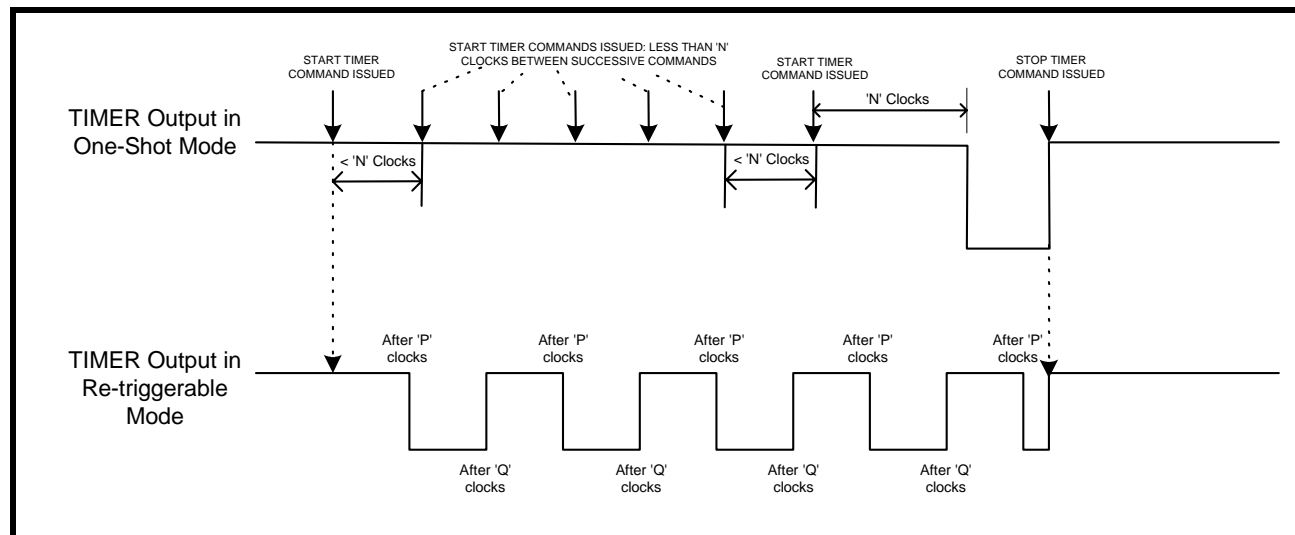 START TIMER
COMMAND ISSUED
START TIMER COMMANDS ISSUED: LESS THAN 'N'
CLOCKS BETWEEN SUCCESSIVE COMMANDS
START TIMER
COMMAND ISSUED
STOP TIMER
COMMAND ISSUED
'N' Clocks
TIMER Output in
One-Shot Mode
< 'N' Clocks
< 'N' Clocks
After 'P'
clocks
After 'P'
clocks
After 'P'
clocks
After 'P'
clocks
After 'P'
clocks
TIMER Output in
Re-triggerable
Mode
After 'Q'
clocks
After 'Q'
clocks
After 'Q'
clocks
After 'Q'
clocks